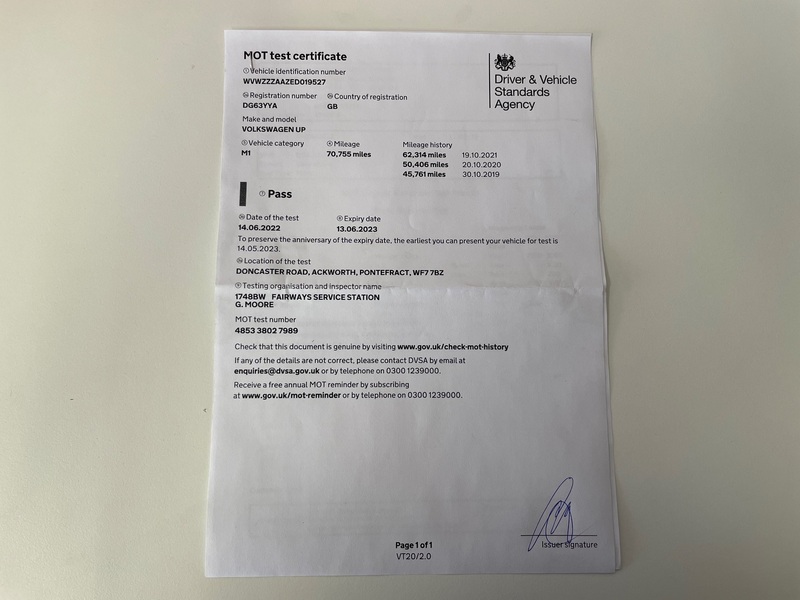 MOT test certificate
Vehicle identification number
WVWZZZAAZED019527
Registration number Country of registration
DG63YYA GB
Make and model
VOLKSWAGEN UP
Vehicle category Mileage Mileage history
M1 70,755 miles 62,314 miles 19.10.2021
50,406 miles 20.10.2020
45,761 miles 30.10.2019
Driver & Vehicle
Standards
Agency
Pass
Date of the test Expiry date
14.06.2022 13.06.2023
To preserve the anniversary of the expiry date, the earliest you can present your vehicle for test is
14.05.2023.
Location of the test
DONCASTER ROAD, ACKWORTH, PONTEFRACT, WF7 7BZ
Testing organisation and inspector name
1748BW FAIRWAYS SERVICE STATION
G. MOORE
MOT test number
4853 3802 7989
Check that this document is genuine by visiting www.gov.uk/check-mot-history
If any of the details are not correct, please contact DVSA by email at
enquiries@dvsa.gov.uk or by telephone on 0300 1239000.
Receive a free annual MOT reminder by subscribing
at www.gov.uk/mot-reminder or by telephone on 0300 1239000.
Issuer signature
Page 1 of 1
VT20/2.0